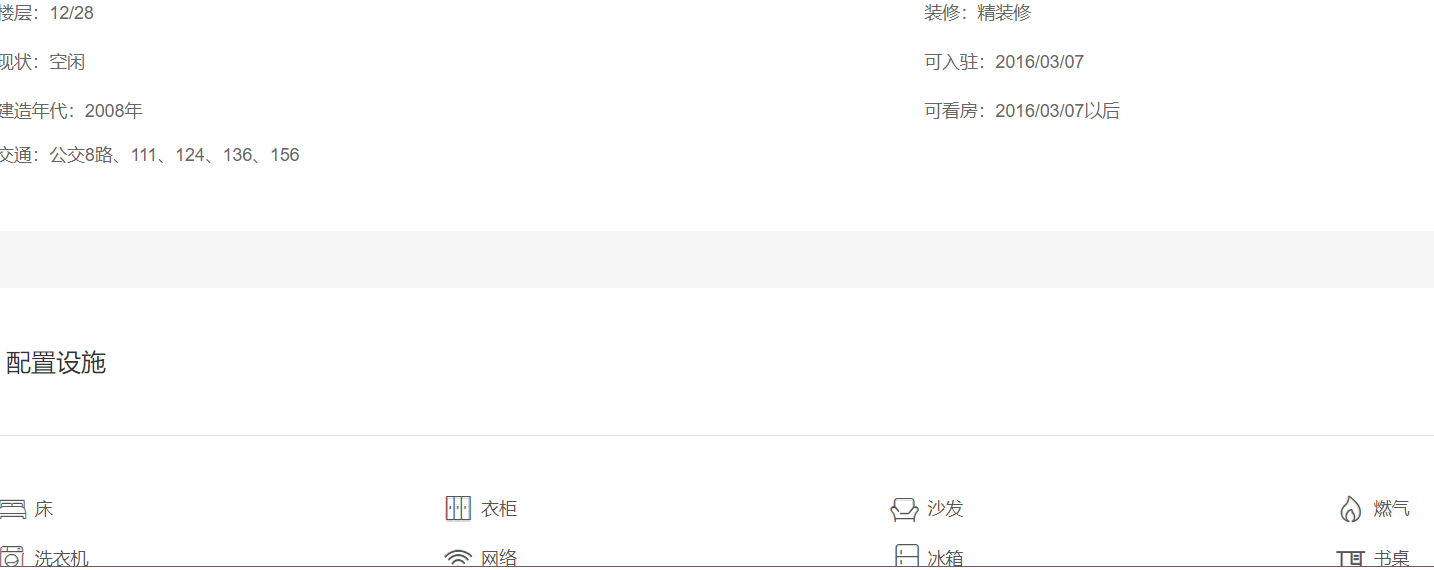 楼层：12/28 装修：精装修
现状：空闲 可入驻：2016/03/07
建造年代：2008年 可看房：2016/03/07以后
交通：公交8路、111、124、136、156
配置设施
床 衣柜 沙发 燃气
洗衣机 网络 冰箱 书桌